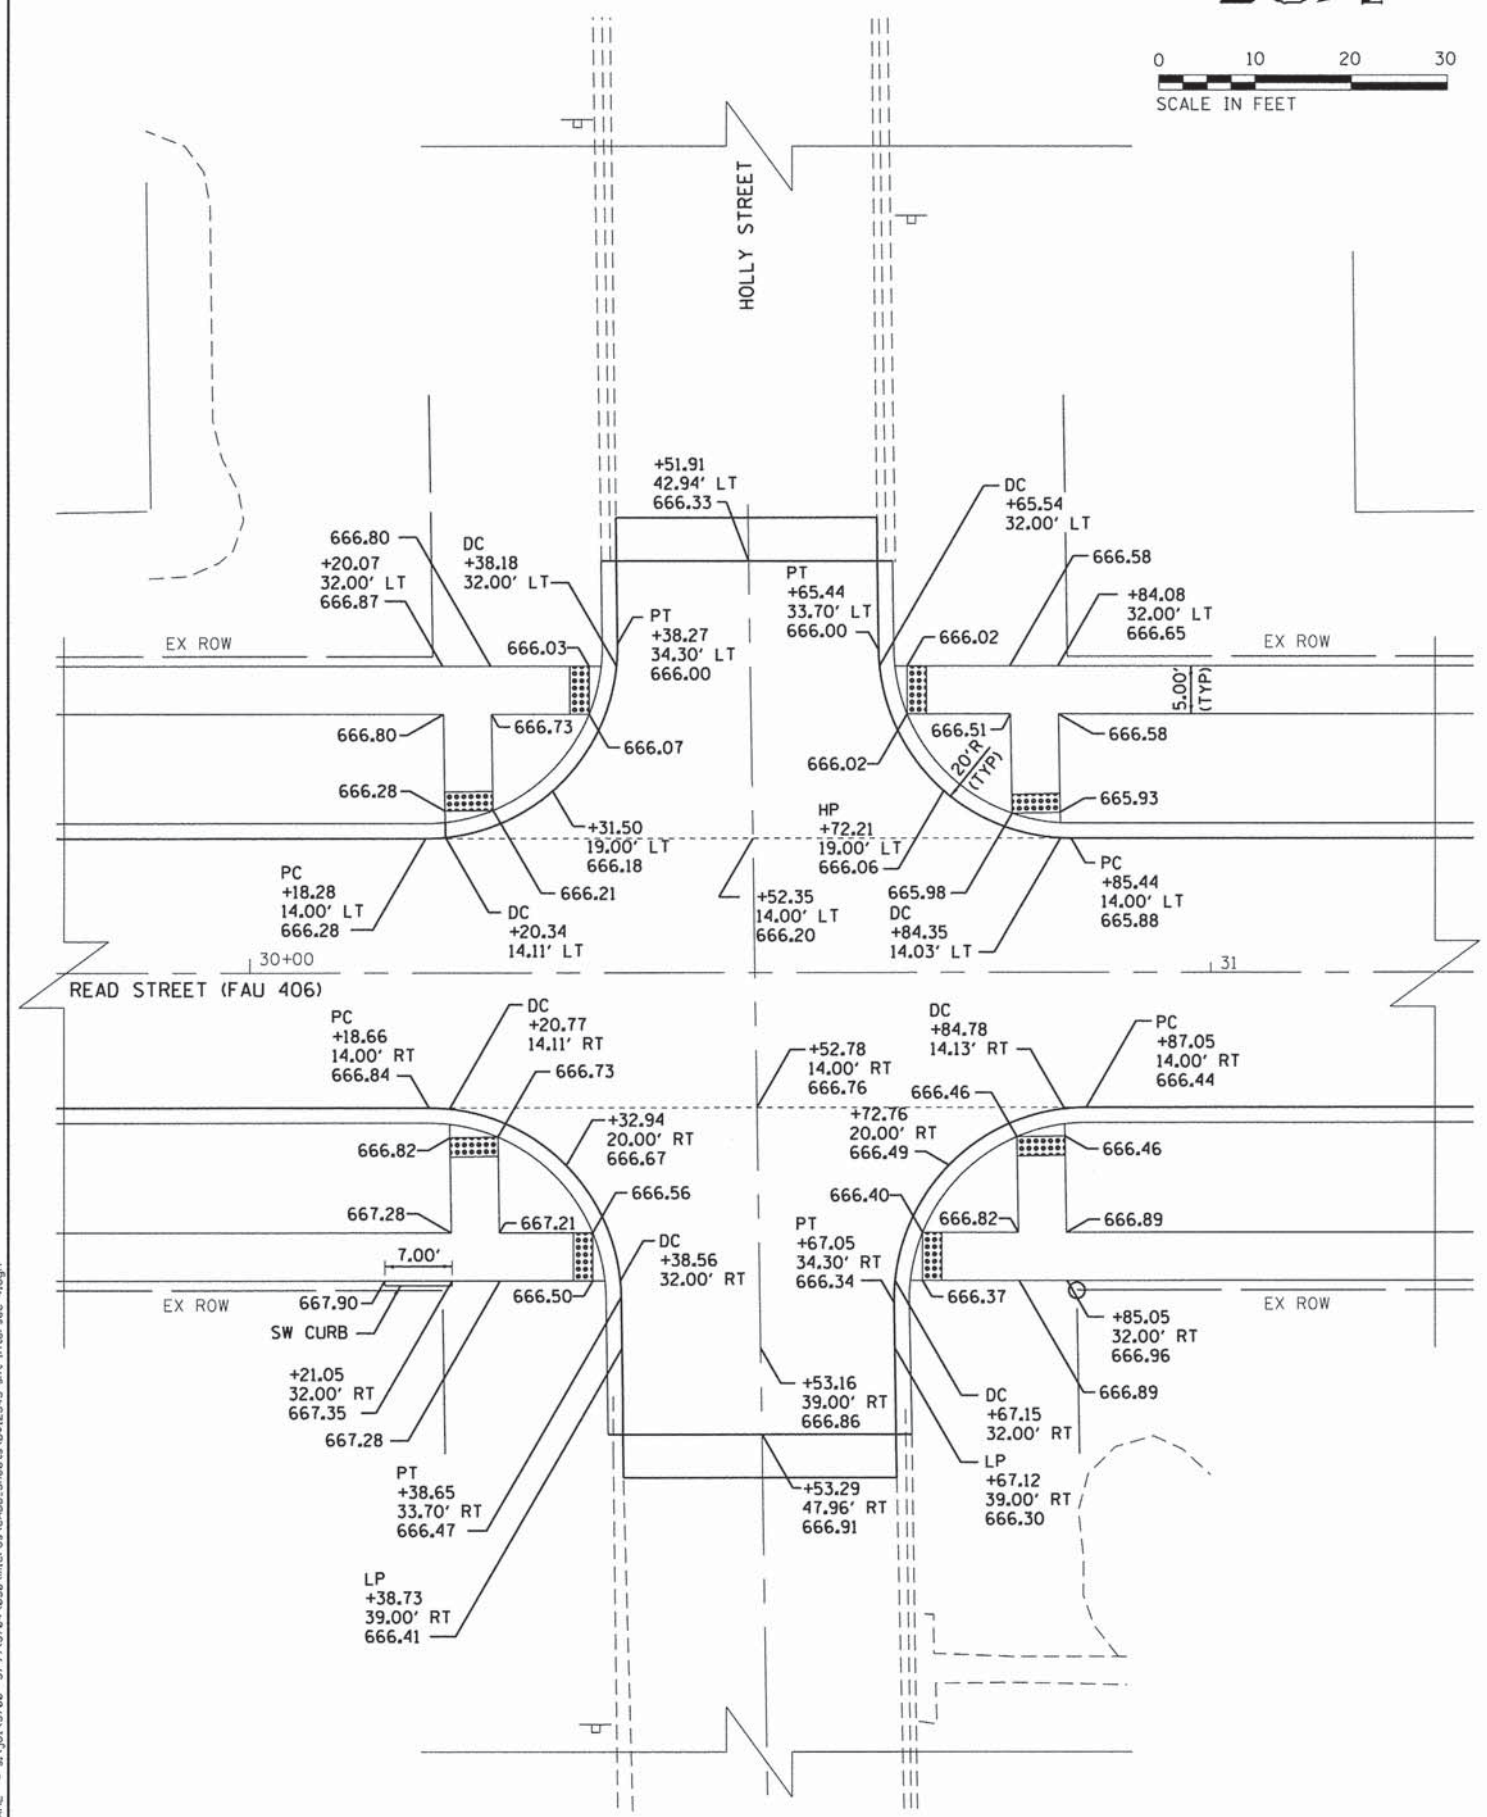 0 10 20 30
SCALE IN FEET
HOLLY STREET
+51.91
42.94' LT
666.33
DC
+65.54
32.00' LT
666.80
+20.07
32.00' LT
666.87
DC
+38.18
32.00' LT
PT
+38.27
34.30' LT
666.00
PT
+65.44
33.70' LT
666.00
666.58
+84.08
32.00' LT
666.65
EX ROW
666.03
666.02
EX ROW
5.00'
(TYP)
666.80
666.73
666.07
666.02
666.51
666.58
20'R
(TYP)
666.28
665.93
+31.50
19.00' LT
666.18
HP
+72.21
19.00' LT
666.06
PC
+18.28
14.00' LT
666.28
666.21
DC
+20.34
14.11' LT
+52.35
14.00' LT
666.20
665.98
DC
+84.35
14.03' LT
PC
+85.44
14.00' LT
665.88
30+00
31
READ STREET (FAU 406)
PC
+18.66
14.00' RT
666.84
DC
+20.77
14.11' RT
666.73
+52.78
14.00' RT
666.76
DC
+84.78
14.13' RT
PC
+87.05
14.00' RT
666.44
666.46
+32.94
20.00' RT
666.67
+72.76
20.00' RT
666.49
666.82
666.46
666.56
666.40
667.28
667.21
666.82
666.89
7.00'
DC
+38.56
32.00' RT
PT
+67.05
34.30' RT
666.34
EX ROW
667.90
666.50
666.37
EX ROW
SW CURB
+85.05
32.00' RT
666.96
+21.05
32.00' RT
667.35
667.28
+53.16
39.00' RT
666.86
DC
+67.15
32.00' RT
666.89
PT
+38.65
33.70' RT
666.47
LP
+67.12
39.00' RT
666.30
+53.29
47.96' RT
666.91
LP
+38.73
39.00' RT
666.41